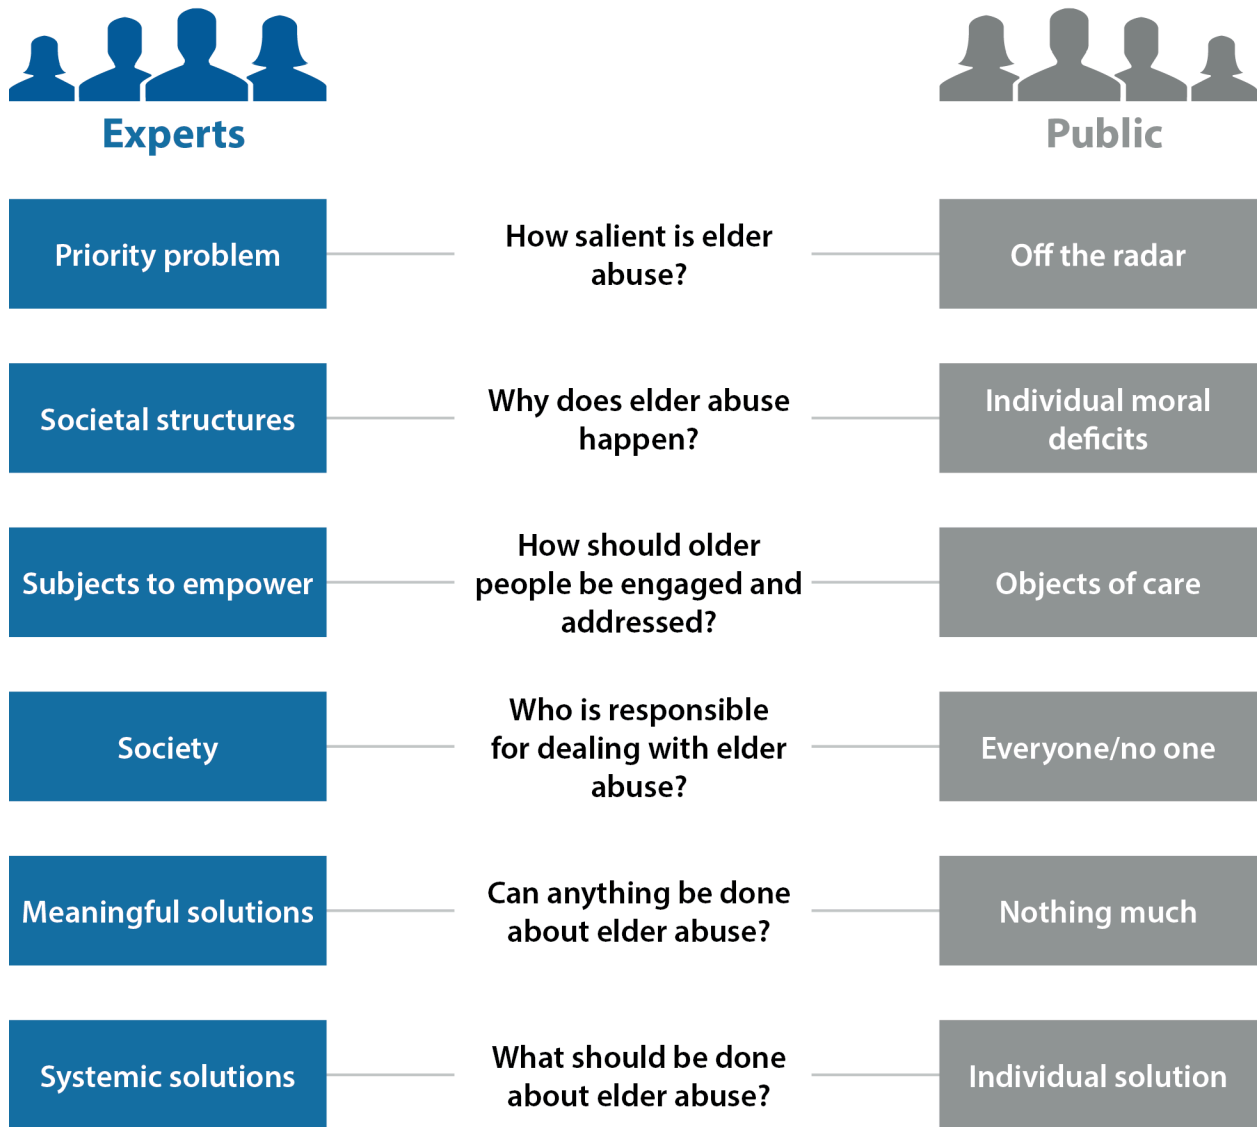 Experts
Public
Priority problem
How salient is elder
abuse?
Off the radar
Societal structures
Why does elder abuse
happen?
Individual moral
deficits
Subjects to empower
How should older
people be engaged and
addressed?
Objects of care
Society
Who is responsible
for dealing with elder
abuse?
Everyone/no one
Meaningful solutions
Can anything be done
about elder abuse?
Nothing much
Systemic solutions
What should be done
about elder abuse?
Individual solution